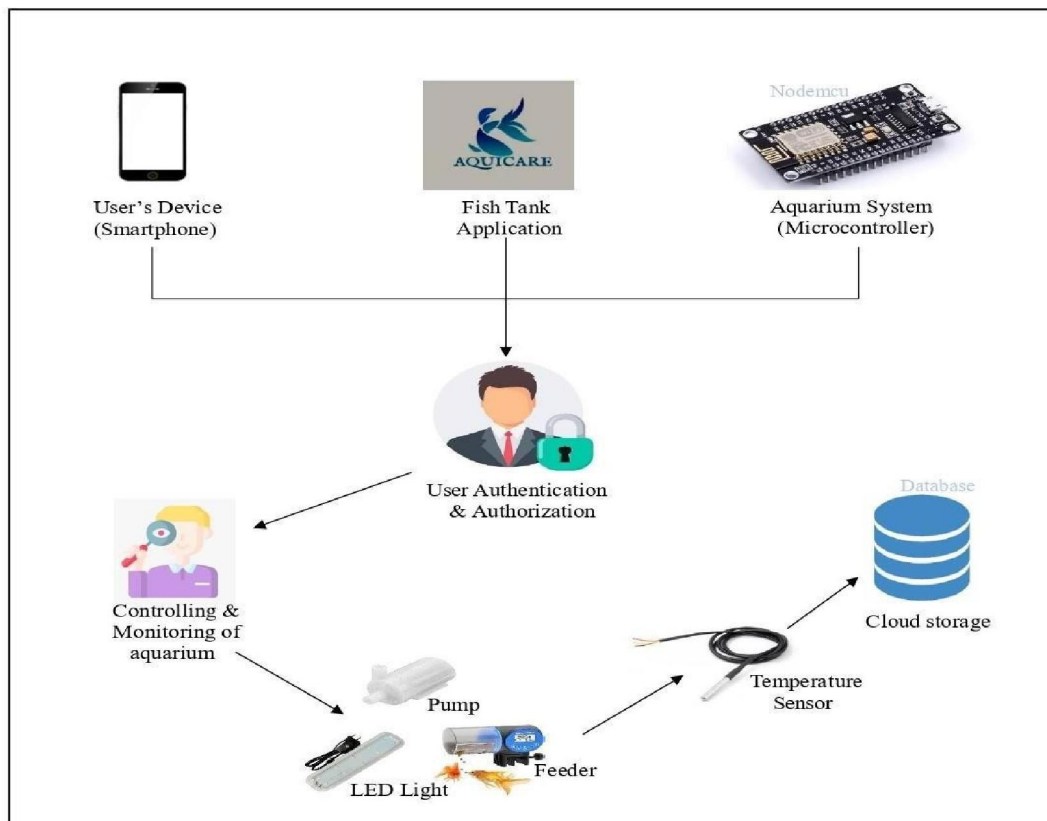 Nodemcu
AQUICARE
User's Device
(Smartphone)
Fish Tank
Application
Aquarium System
(Microcontroller)
User Authentication
& Authorization
Database
Cloud storage
Controlling &
Monitoring of
aquarium
Pump
Temperature
Sensor
LED Light
Feeder